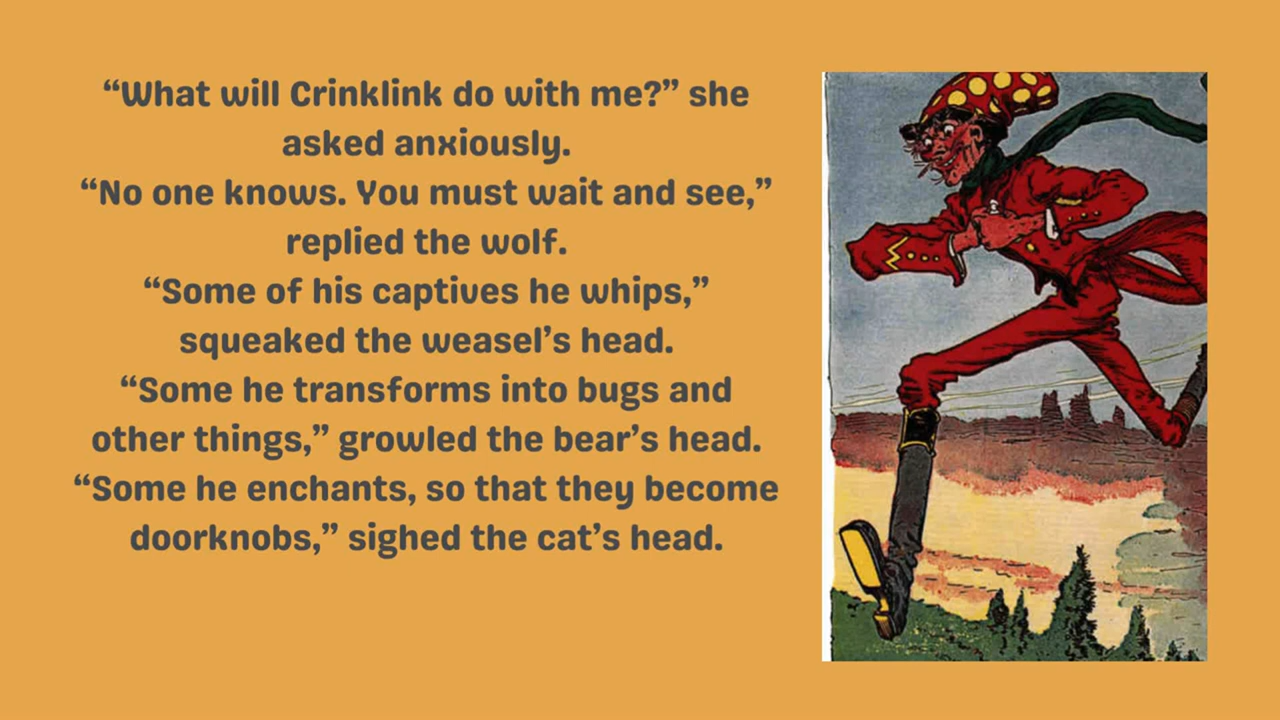 “What will Crinklink do with me?” she
asked anxiously.
“No one knows. You must wait and see,”
replied the wolf.
“Some of his captives he whips,”
squeaked the weasel’s head.
“Some he transforms into bugs and
other things,” growled the bear’s head.
“Some he enchants, so that they become
doorknobs,” sighed the cat’s head.